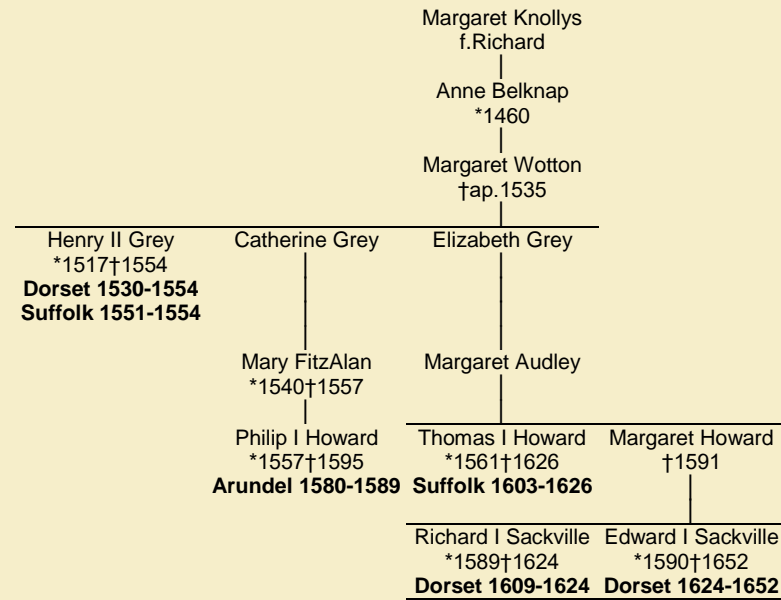 Margaret Knollys
f.Richard
Anne Belknap
*1460
Margaret Wotton
†ap.1535
Henry II Grey
*1517†1554
Dorset 1530-1554
Suffolk 1551-1554
Catherine Grey
Elizabeth Grey
Mary FitzAlan
*1540†1557
Margaret Audley
Philip I Howard
*1557†1595
Arundel 1580-1589
Thomas I Howard
*1561†1626
Suffolk 1603-1626
Margaret Howard
†1591
Richard I Sackville
*1589†1624
Dorset 1609-1624
Edward I Sackville
*1590†1652
Dorset 1624-1652